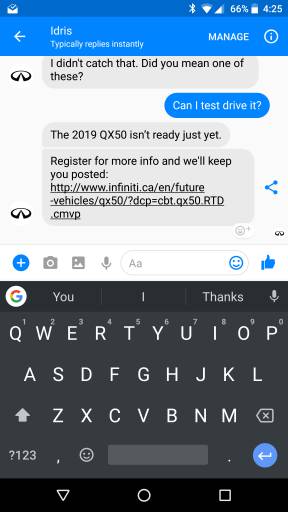 66% 4:25
Idris
Typically replies instantly
MANAGE
I didn't catch that. Did you mean one of
these?
Can I test drive it?
The 2019 QX50 isn't ready just yet.
Register for more info and we'll keep
you posted:
http://www.infiniti.ca/en/future
-vehicles/qx50/?dcp=cbt.qx50.RTD
.cmvp
Aa
G You I Thanks
1 2 3 4 5 6 7 8 9 0
Q W E R T Y U I O P
A S D F G H J K L
Z X C V B N M
?123 , .